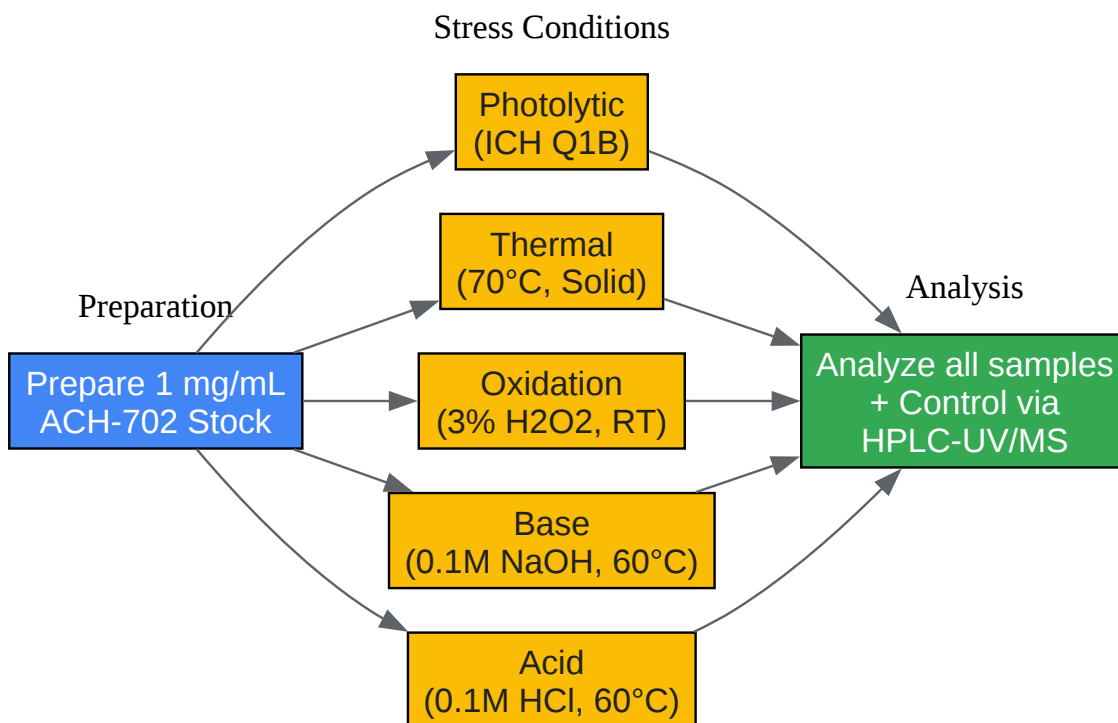 Stress Conditions
Photolytic
(ICH Q1B)
Thermal
(70°C, Solid)
Preparation
Analysis
Prepare 1 mg/mL
ACH-702 Stock
Oxidation
(3% H2O2, RT)
Analyze all samples
+ Control via
HPLC-UV/MS
Base
(0.1M NaOH, 60°C)
Acid
(0.1M HCl, 60°C)